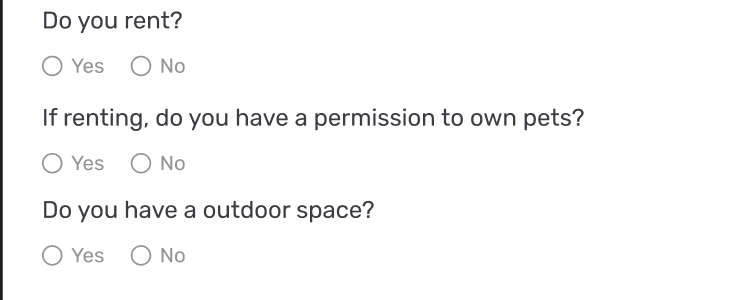 Do you rent?
Yes No
If renting, do you have a permission to own pets?
Yes No
Do you have a outdoor space?
Yes No